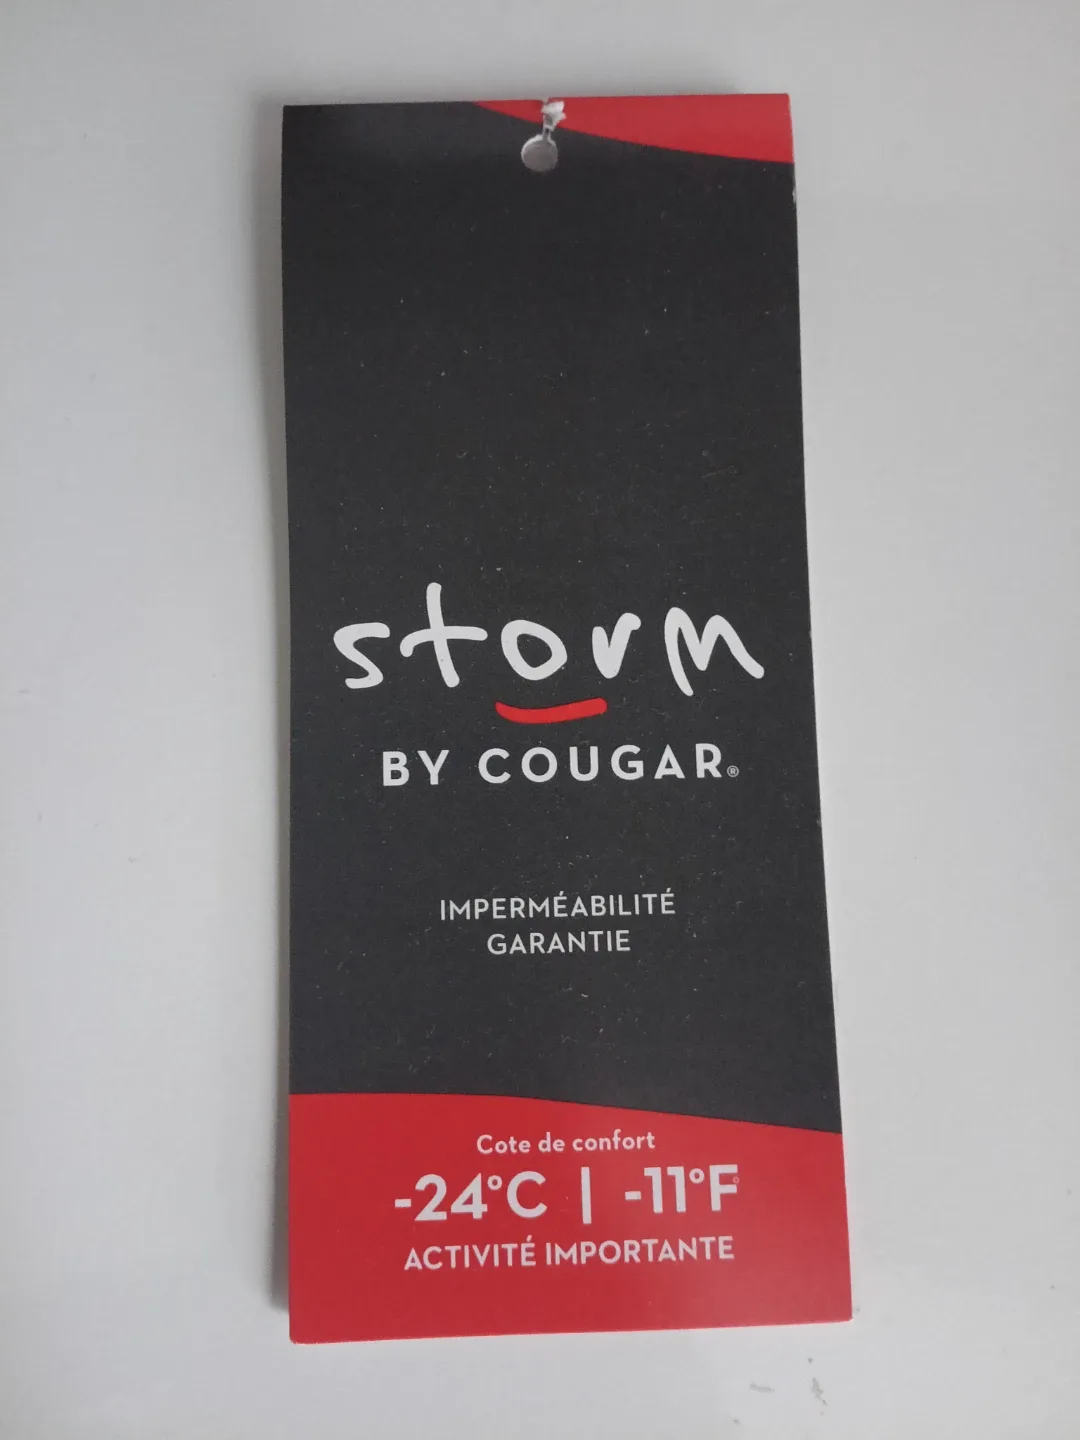 storm
BY COUGAR®
IMPERMÉABILITÉ
GARANTIE
Cote de confort
-24°C | -11°F
ACTIVITÉ IMPORTANTE